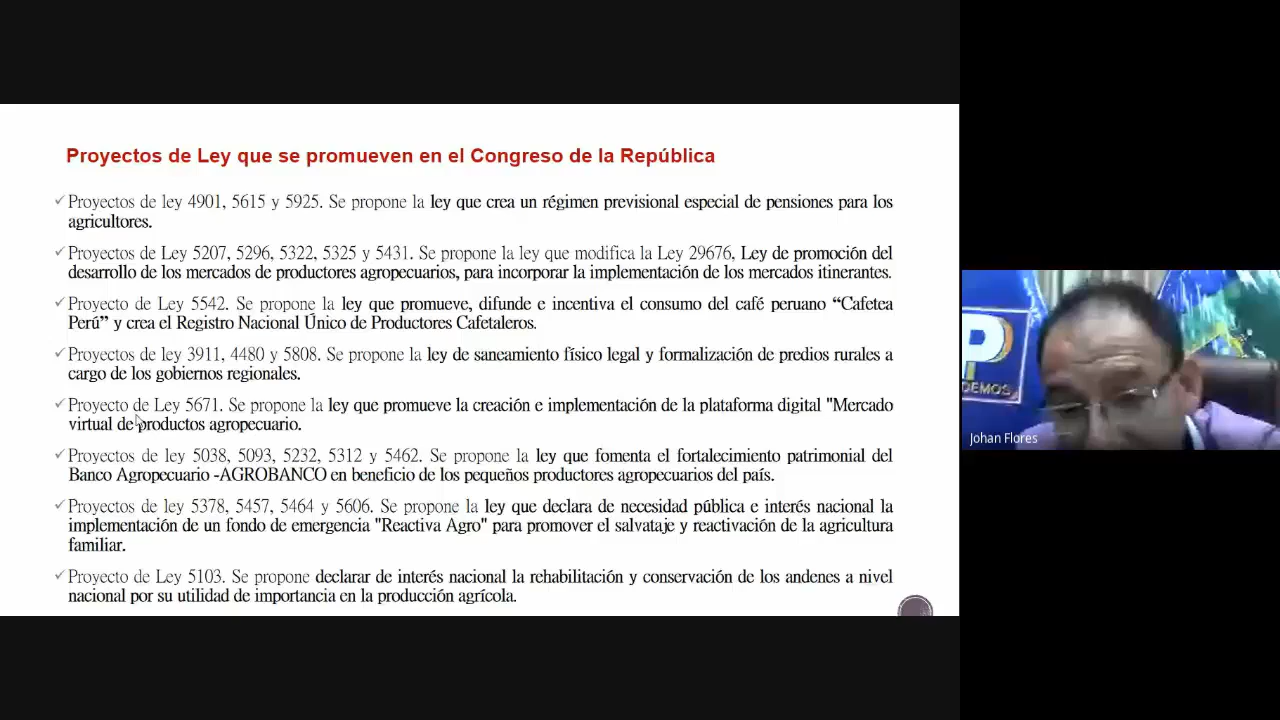 Proyectos de Ley que se promueven en el Congreso de la República
✓Proyectos de ley 4901, 5615 y 5925. Se propone la ley que crea un régimen previsional especial de pensiones para los
agricultores.
✓Proyectos de Ley 5207, 5296, 5322, 5325 y 5431. Se propone la ley que modifica la Ley 29676, Ley de promoción del
desarrollo de los mercados de productores agropecuarios, para incorporar la implementación de los mercados itinerantes.
✓Proyecto de Ley 5542. Se propone la ley que promueve, difunde e incentiva el consumo del café peruano “Cafetea
Perú” y crea el Registro Nacional Único de Productores Cafetaleros.
✓Proyectos de ley 3911, 4480 y 5808. Se propone la ley de saneamiento físico legal y formalización de predios rurales a
cargo de los gobiernos regionales.
✓Proyecto de Ley 5671. Se propone la ley que promueve la creación e implementación de la plataforma digital "Mercado
virtual de productos agropecuario.
✓Proyectos de ley 5038, 5093, 5232, 5312 y 5462. Se propone la ley que fomenta el fortalecimiento patrimonial del
Banco Agropecuario -AGROBANCO en beneficio de los pequeños productores agropecuarios del país.
✓Proyectos de ley 5378, 5457, 5464 y 5606. Se propone la ley que declara de necesidad pública e interés nacional la
implementación de un fondo de emergencia "Reactiva Agro" para promover el salvataje y reactivación de la agricultura
familiar.
✓Proyecto de Ley 5103. Se propone declarar de interés nacional la rehabilitación y conservación de los andenes a nivel
nacional por su utilidad de importancia en la producción agrícola.
P
DEMOS
Johan Flores